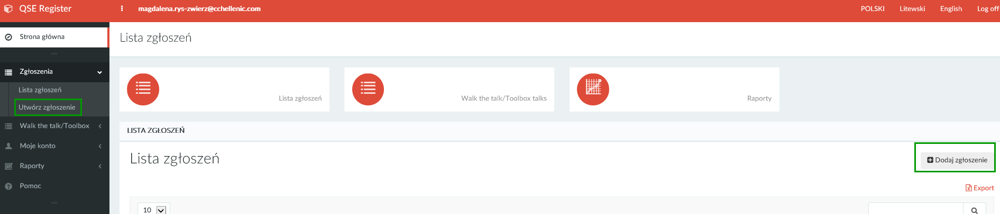 QSE Register
magdalena.rys-zwierz@cchellenic.com
POLSKI Litewski English Log off
Strona główna
Lista zgłoszeń
Zgłoszenia
Lista zgłoszeń
Utwórz zgłoszenie
Walk the talk/Toolbox
Moje konto
Raporty
Pomoc
Lista zgłoszeń
Walk the talk/Toolbox talks
Raporty
LISTA ZGŁOSZEŃ
Lista zgłoszeń
Dodaj zgłoszenie
Export
10